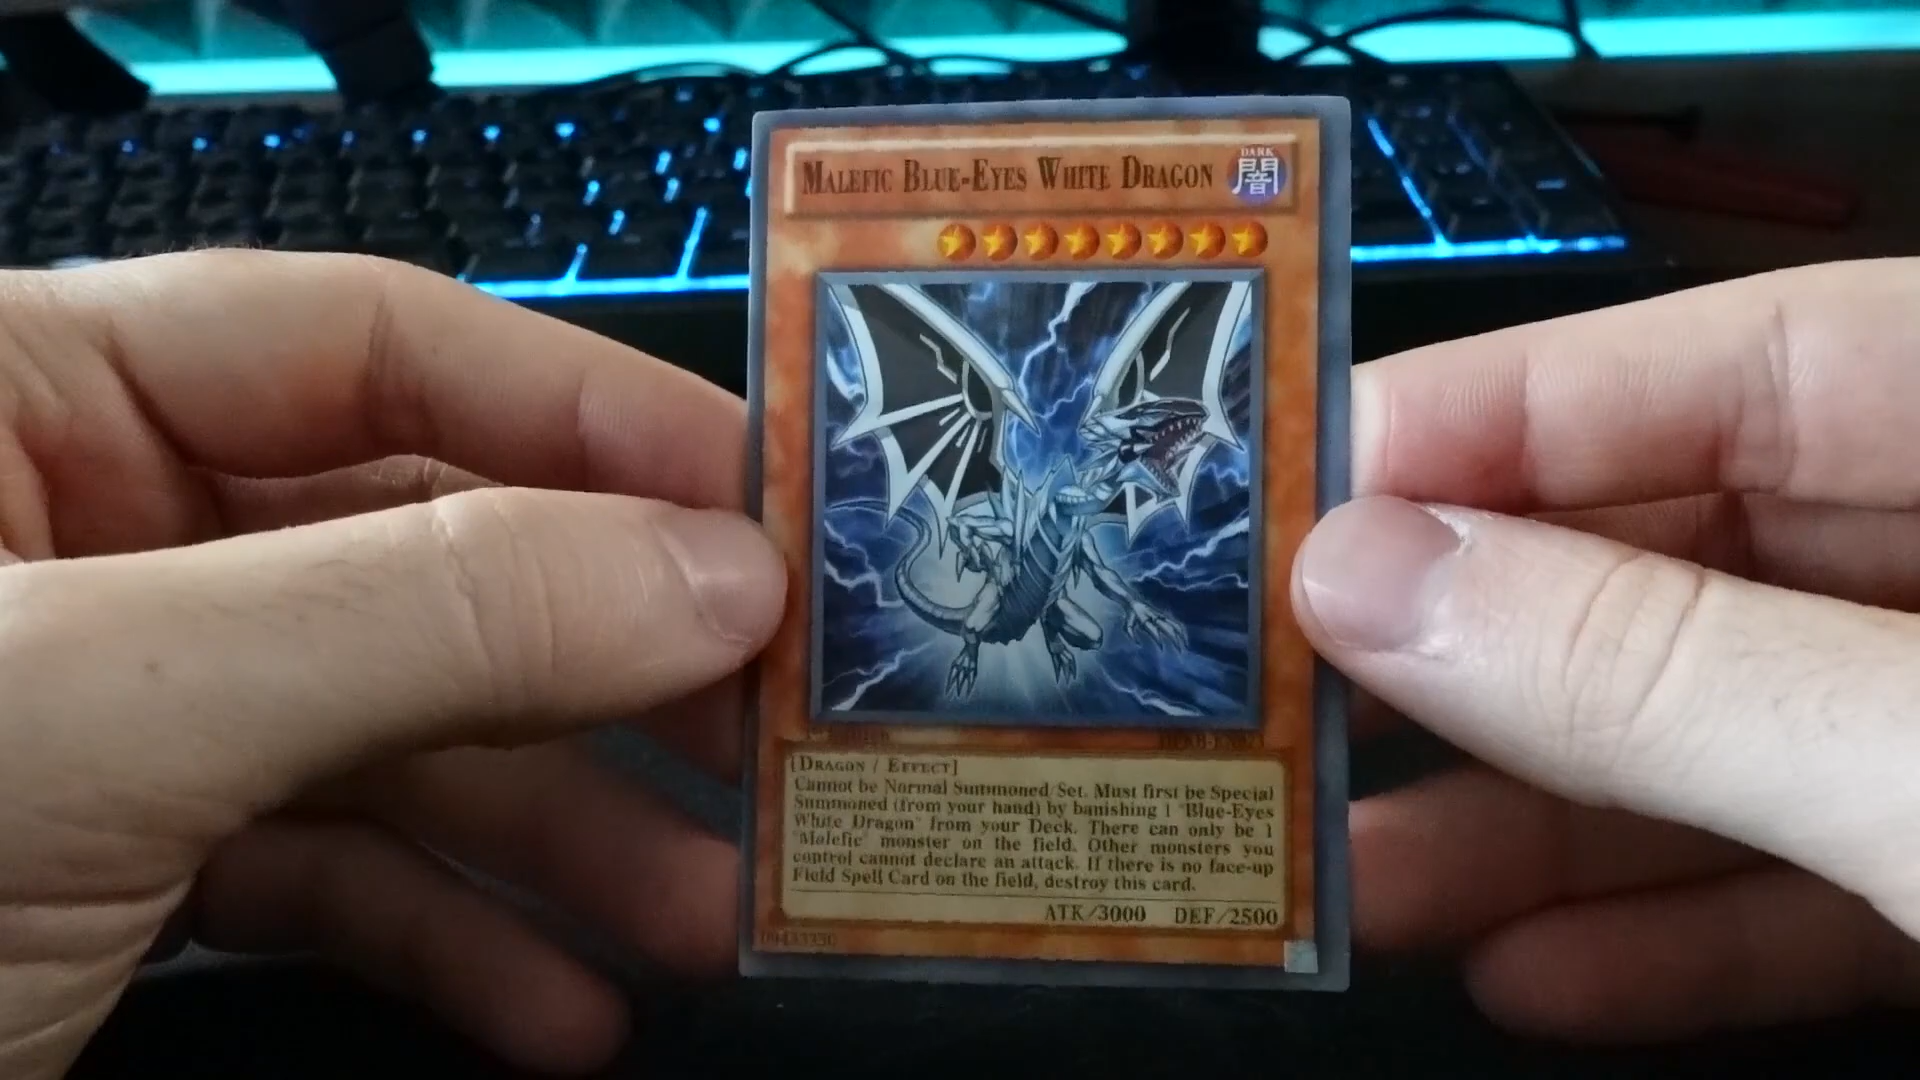 MALEFIC BLUE-EYES WHITE DRAGON
DARK
闇
[DRAGON / EFFECT]
Cannot be Normal Summoned/Set. Must first be Special
Summoned (from your hand) by banishing 1 "Blue-Eyes
White Dragon" from your Deck. There can only be 1
"Malefic" monster on the field. Other monsters you
control cannot declare an attack. If there is no face-up
Field Spell Card on the field, destroy this card.
ATK/3000 DEF/2500